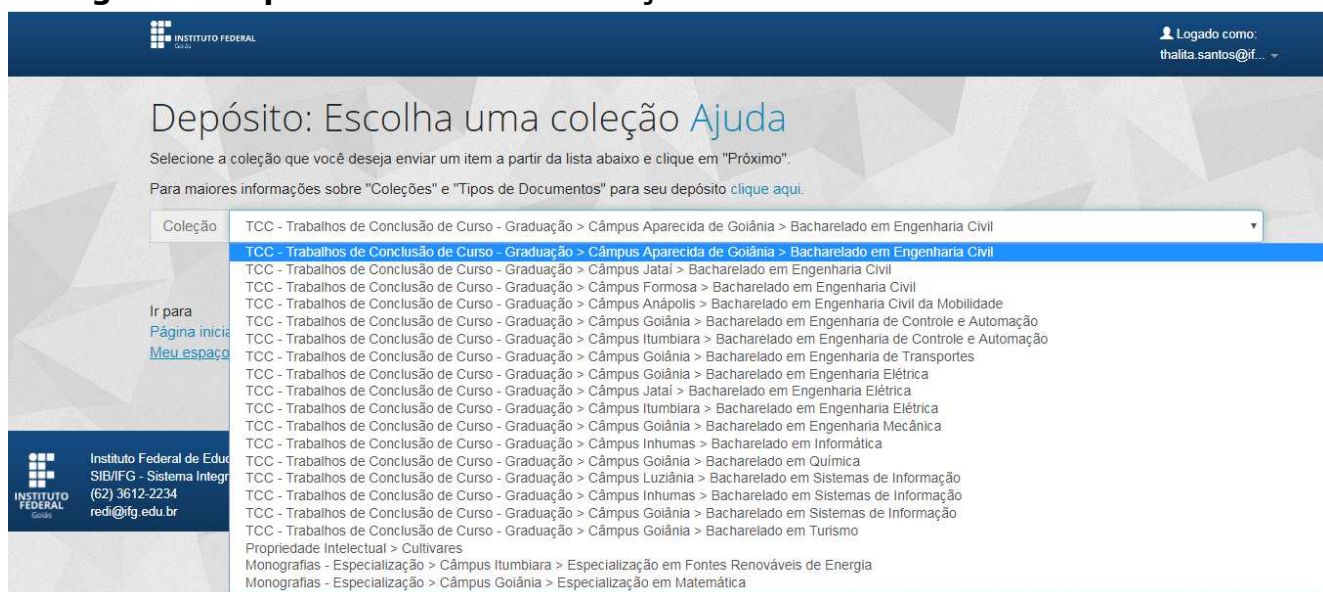 INSTITUTO FEDERAL
Goiás
Logado como:
thalita.santos@if...
Depósito: Escolha uma coleção Ajuda
Selecione a coleção que você deseja enviar um item a partir da lista abaixo e clique em "Próximo".
Para maiores informações sobre "Coleções" e "Tipos de Documentos" para seu depósito clique aqui.
Coleção TCC - Trabalhos de Conclusão de Curso - Graduação > Câmpus Aparecida de Goiânia > Bacharelado em Engenharia Civil
TCC - Trabalhos de Conclusão de Curso - Graduação > Câmpus Aparecida de Goiânia > Bacharelado em Engenharia Civil
TCC - Trabalhos de Conclusão de Curso - Graduação > Câmpus Jataí > Bacharelado em Engenharia Civil
TCC - Trabalhos de Conclusão de Curso - Graduação > Câmpus Formosa > Bacharelado em Engenharia Civil
TCC - Trabalhos de Conclusão de Curso - Graduação > Câmpus Anápolis > Bacharelado em Engenharia Civil da Mobilidade
TCC - Trabalhos de Conclusão de Curso - Graduação > Câmpus Goiânia > Bacharelado em Engenharia de Controle e Automação
TCC - Trabalhos de Conclusão de Curso - Graduação > Câmpus Itumbiara > Bacharelado em Engenharia de Controle e Automação
TCC - Trabalhos de Conclusão de Curso - Graduação > Câmpus Goiânia > Bacharelado em Engenharia de Transportes
TCC - Trabalhos de Conclusão de Curso - Graduação > Câmpus Goiânia > Bacharelado em Engenharia Elétrica
TCC - Trabalhos de Conclusão de Curso - Graduação > Câmpus Jataí > Bacharelado em Engenharia Elétrica
TCC - Trabalhos de Conclusão de Curso - Graduação > Câmpus Itumbiara > Bacharelado em Engenharia Elétrica
TCC - Trabalhos de Conclusão de Curso - Graduação > Câmpus Goiânia > Bacharelado em Engenharia Mecânica
TCC - Trabalhos de Conclusão de Curso - Graduação > Câmpus Inhumas > Bacharelado em Informática
TCC - Trabalhos de Conclusão de Curso - Graduação > Câmpus Goiânia > Bacharelado em Química
TCC - Trabalhos de Conclusão de Curso - Graduação > Câmpus Luziânia > Bacharelado em Sistemas de Informação
TCC - Trabalhos de Conclusão de Curso - Graduação > Câmpus Inhumas > Bacharelado em Sistemas de Informação
TCC - Trabalhos de Conclusão de Curso - Graduação > Câmpus Goiânia > Bacharelado em Sistemas de Informação
TCC - Trabalhos de Conclusão de Curso - Graduação > Câmpus Goiânia > Bacharelado em Turismo
Propriedade Intelectual > Cultivares
Monografias - Especialização > Câmpus Itumbiara > Especialização em Fontes Renováveis de Energia
Monografias - Especialização > Câmpus Goiânia > Especialização em Matemática
Ir para
Página inicia
Meu espaço
INSTITUTO
FEDERAL
Goiás
Instituto Federal de Educ
SIB/IFG - Sistema Integr
(62) 3612-2234
redi@ifg.edu.br